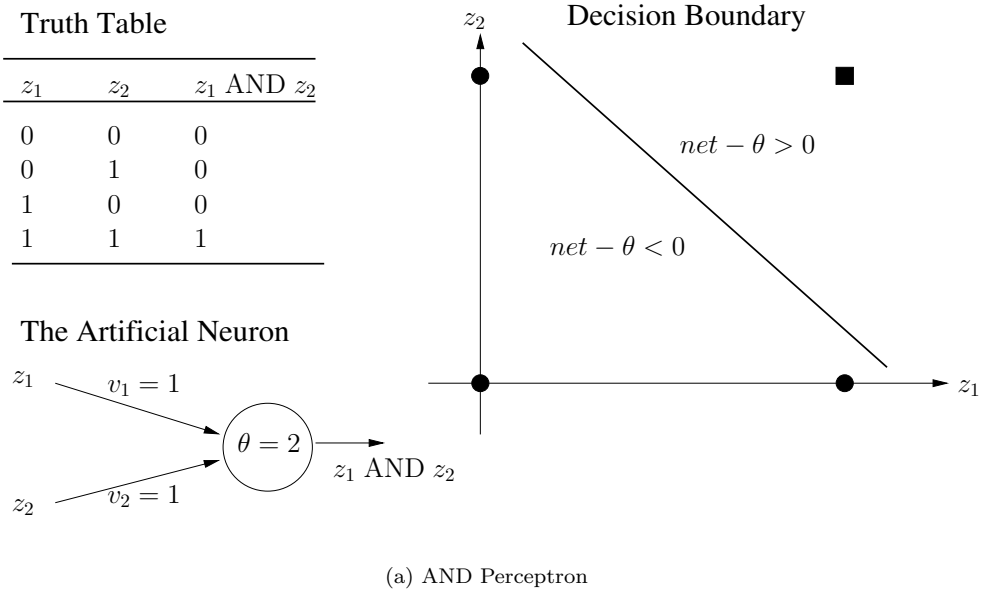 Truth Table
z₁ z₂ z₁ AND z₂
0 0 0
0 1 0
1 0 0
1 1 1
The Artificial Neuron
z₁
v₁ = 1
θ = 2
z₁ AND z₂
z₂
v₂ = 1
Decision Boundary
z₂
net − θ > 0
net − θ < 0
z₁
(a) AND Perceptron